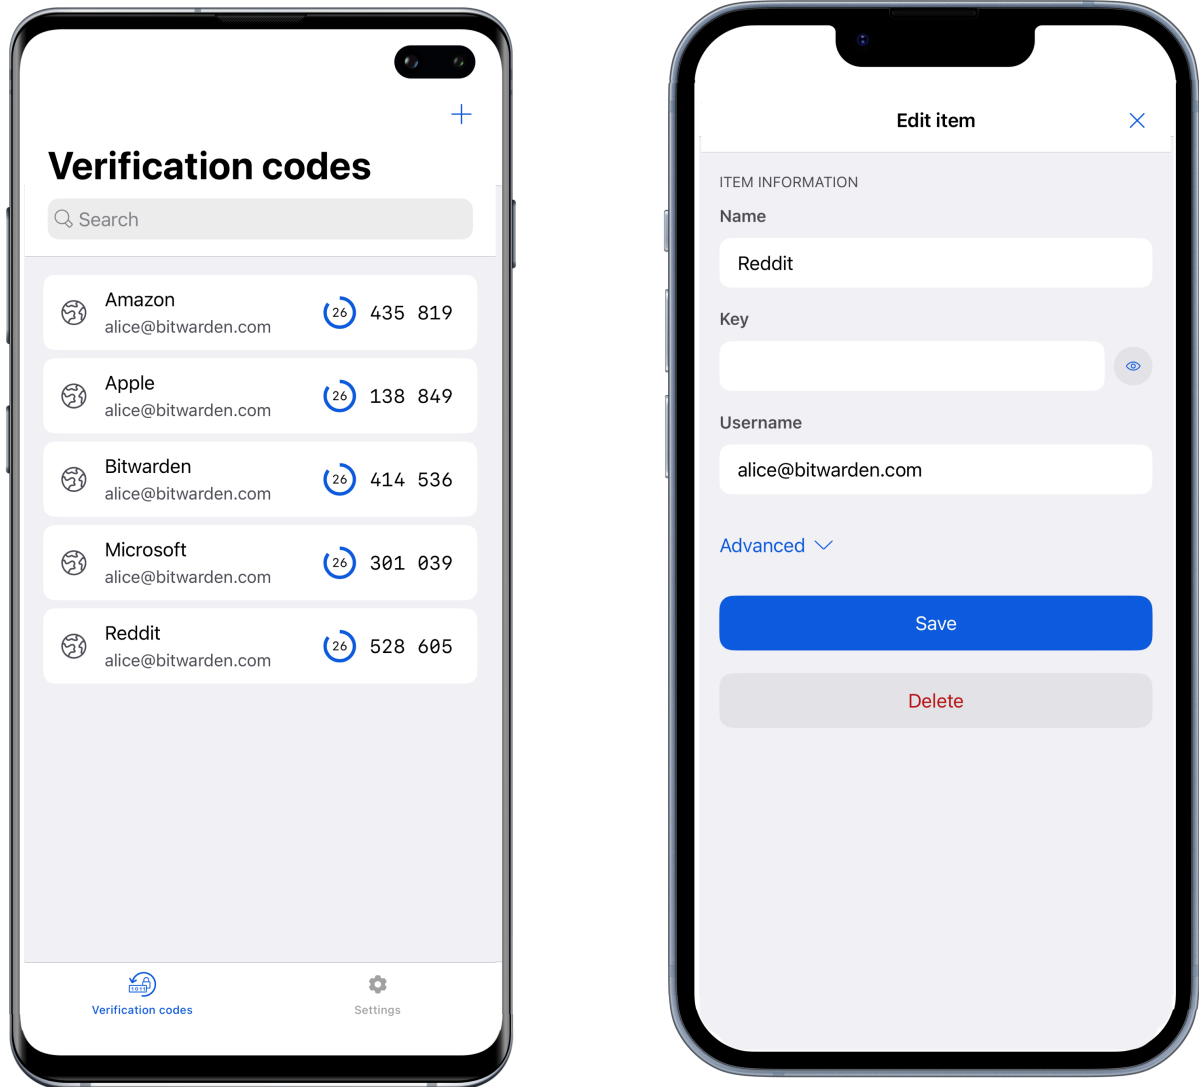 Verification codes
Search
Amazon
alice@bitwarden.com
26
435 819
Apple
alice@bitwarden.com
26
138 849
Bitwarden
alice@bitwarden.com
26
414 536
Microsoft
alice@bitwarden.com
26
301 039
Reddit
alice@bitwarden.com
26
528 605
Verification codes
Settings
Edit item
ITEM INFORMATION
Name
Reddit
Key
Username
alice@bitwarden.com
Advanced
Save
Delete